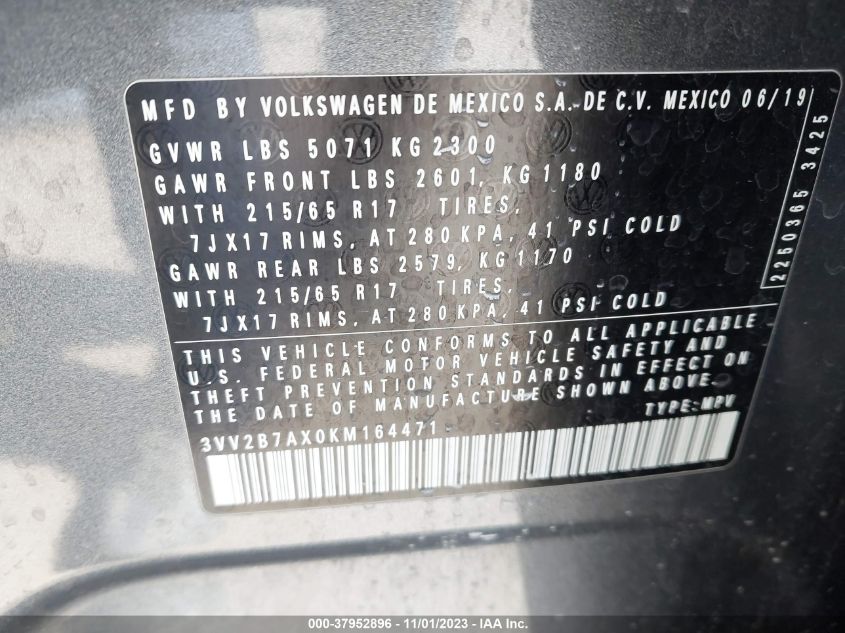 MFD BY VOLKSWAGEN DE MEXICO S.A. DE C.V. MEXICO 06/19
GVWR LBS 5071 KG 2300
GAWR FRONT LBS 2601, KG 1180
WITH 215/65 R17 TIRES,
7JX17 RIMS, AT 280 KPA, 41 PSI COLD
GAWR REAR LBS 2579, KG 1170
WITH 215/65 R17 TIRES,
7JX17 RIMS, AT 280 KPA, 41 PSI COLD
2250365 3425
THIS VEHICLE CONFORMS TO ALL APPLICABLE
U.S. FEDERAL MOTOR VEHICLE SAFETY AND
THEFT PREVENTION STANDARDS IN EFFECT ON
THE DATE OF MANUFACTURE SHOWN ABOVE.
TYPE: MPV
3VV2B7AX0KM164471
000-37952896 - 11/01/2023 - IAA Inc.